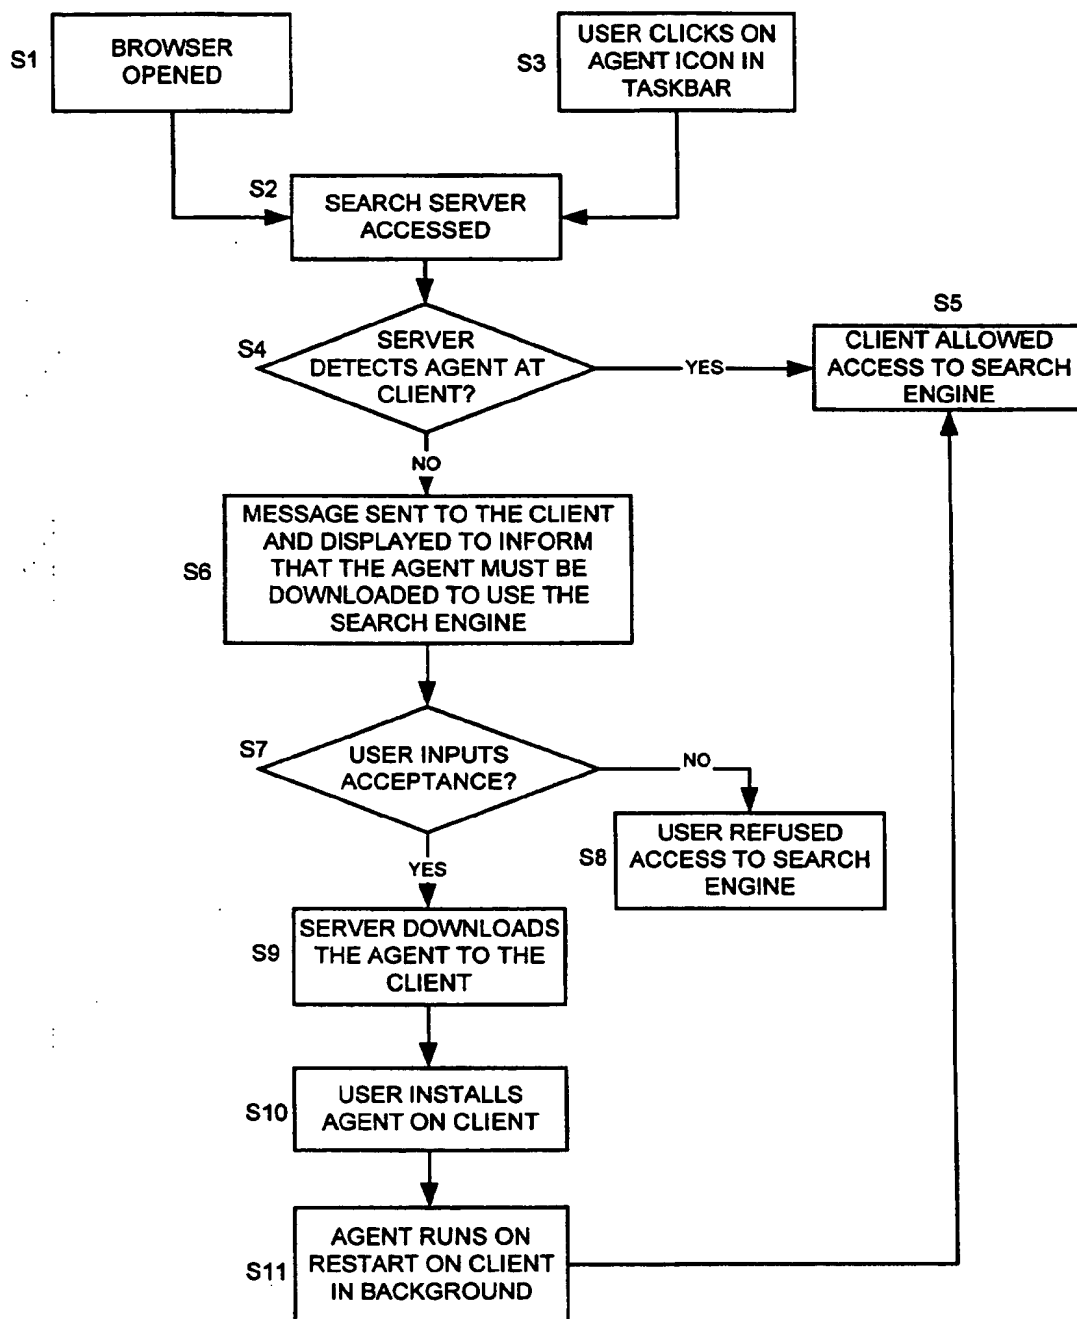 S1
BROWSER
OPENED
S3
USER CLICKS ON
AGENT ICON IN
TASKBAR
S2
SEARCH SERVER
ACCESSED
S4
SERVER
DETECTS AGENT AT
CLIENT?
YES
S5
CLIENT ALLOWED
ACCESS TO SEARCH
ENGINE
NO
S6
MESSAGE SENT TO THE CLIENT
AND DISPLAYED TO INFORM
THAT THE AGENT MUST BE
DOWNLOADED TO USE THE
SEARCH ENGINE
S7
USER INPUTS
ACCEPTANCE?
NO
S8
USER REFUSED
ACCESS TO SEARCH
ENGINE
YES
S9
SERVER DOWNLOADS
THE AGENT TO THE
CLIENT
S10
USER INSTALLS
AGENT ON CLIENT
S11
AGENT RUNS ON
RESTART ON CLIENT
IN BACKGROUND